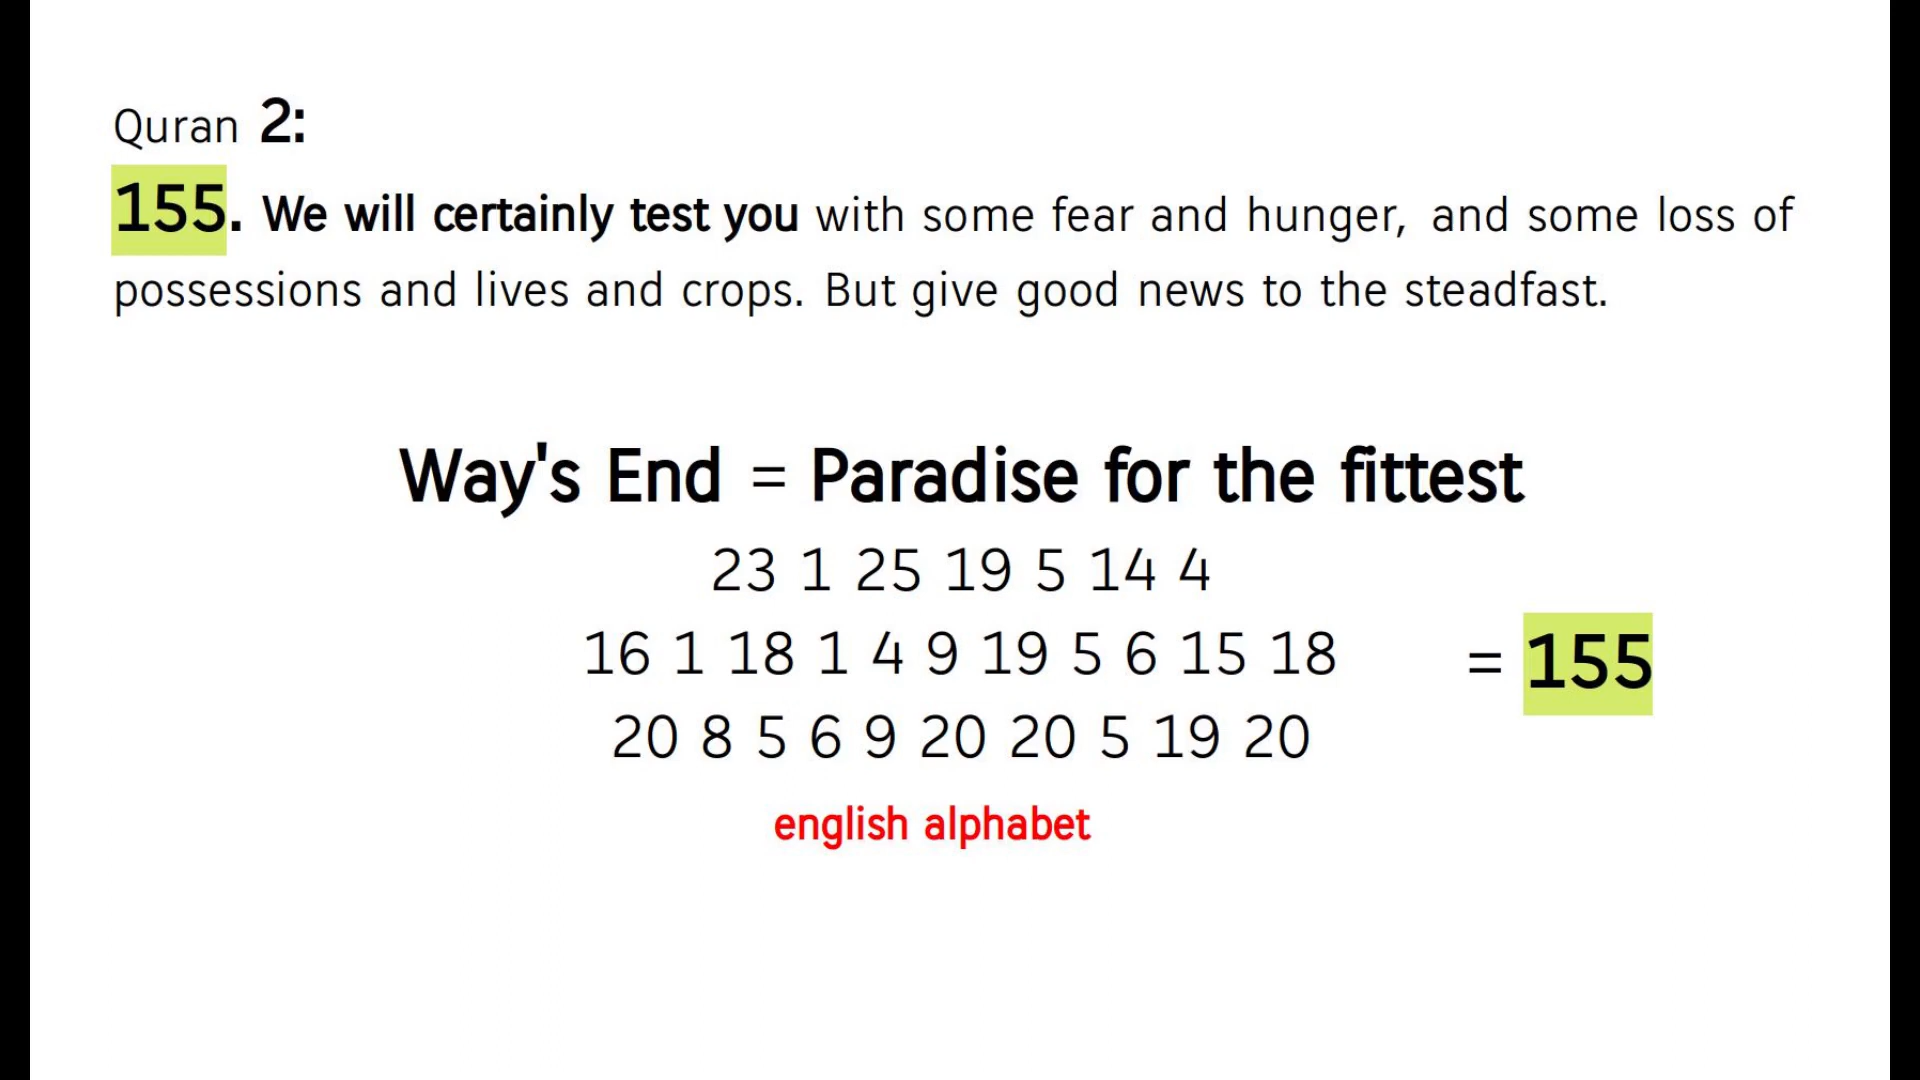 Quran 2:
155. We will certainly test you with some fear and hunger, and some loss of
possessions and lives and crops. But give good news to the steadfast.
Way's End = Paradise for the fittest
23 1 25 19 5 14 4
16 1 18 1 4 9 19 5 6 15 18 = 155
20 8 5 6 9 20 20 5 19 20
english alphabet